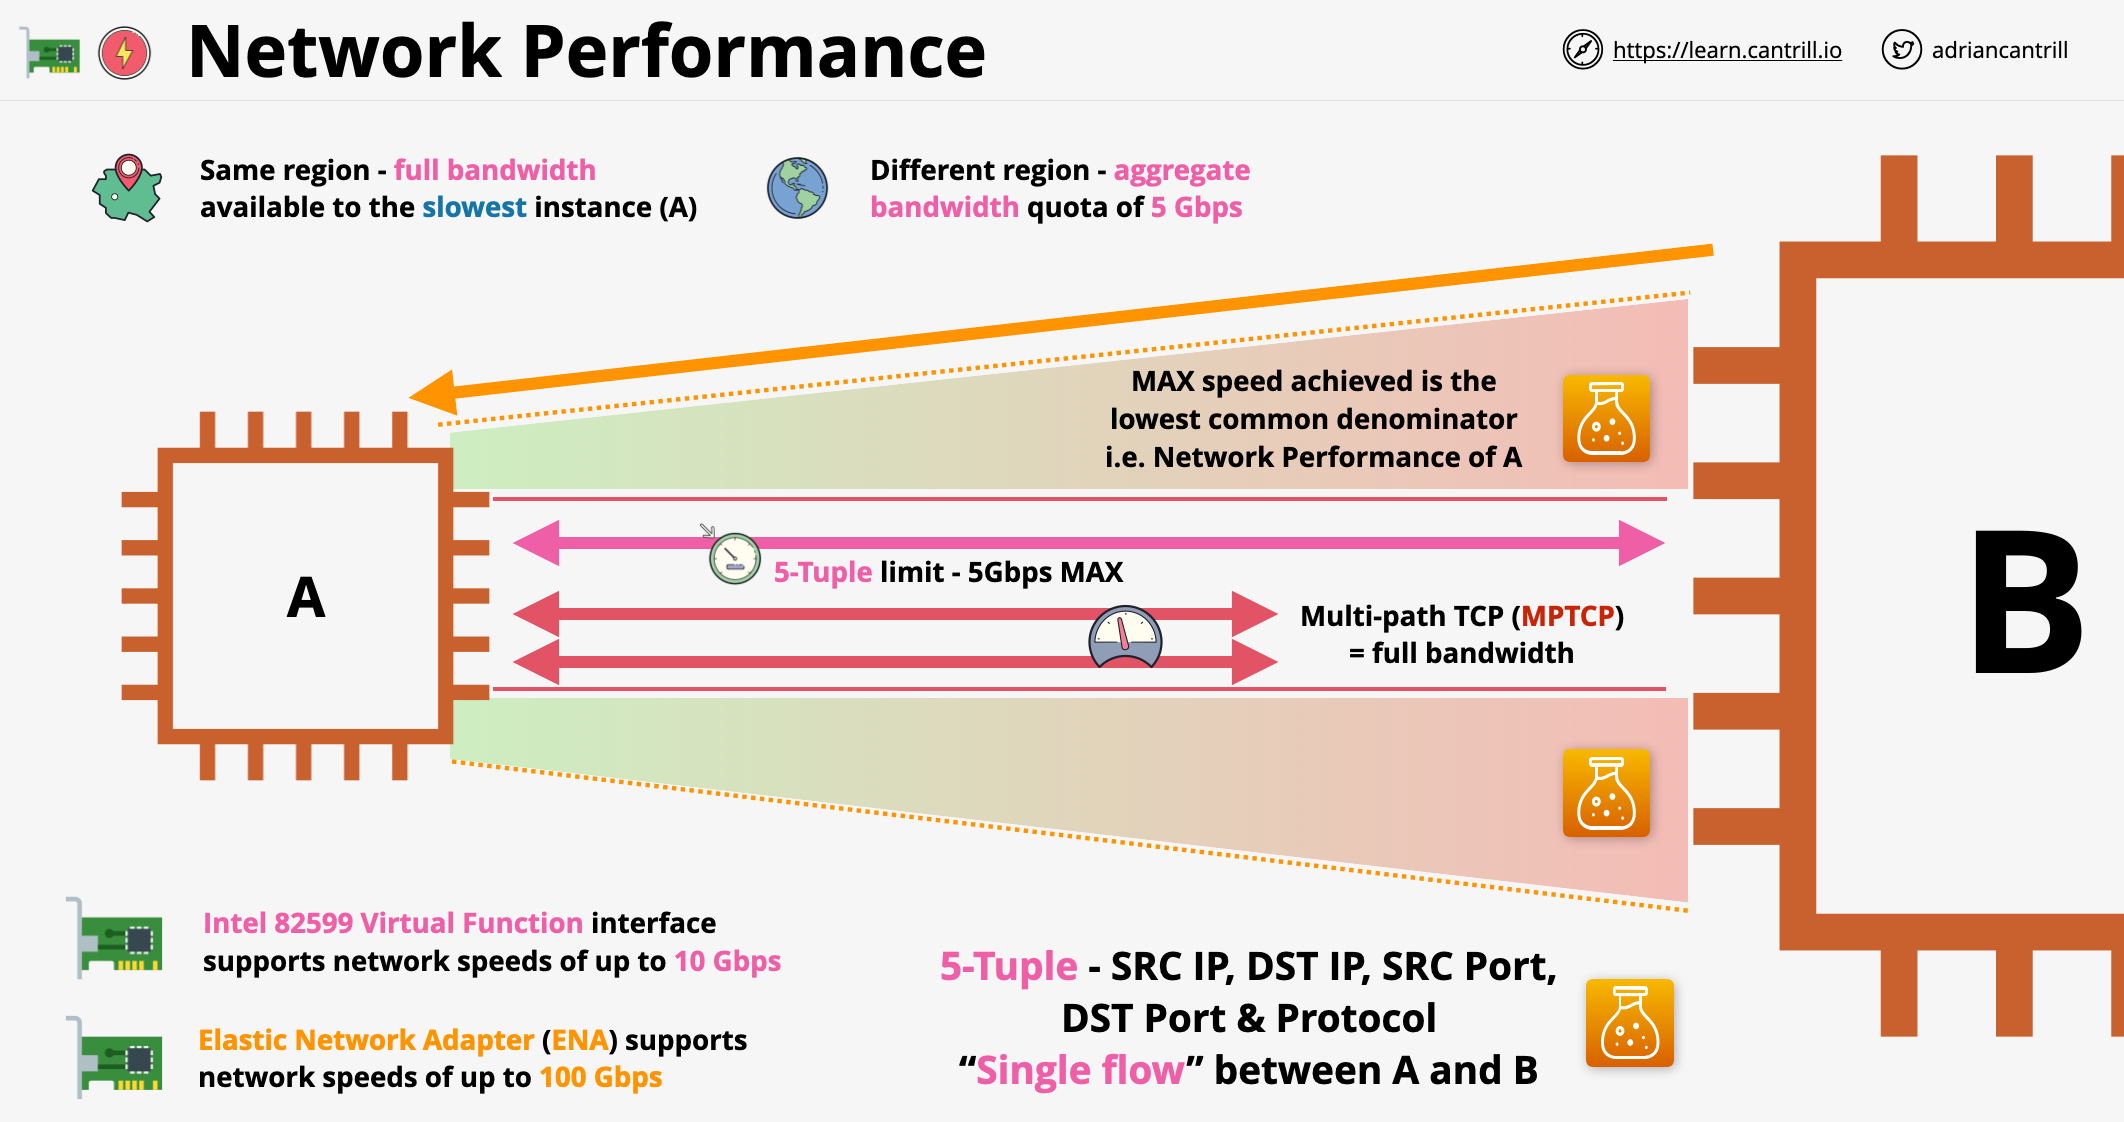 Network Performance
https://learn.cantrill.io
adriancantrill
Same region - full bandwidth
available to the slowest instance (A)
Different region - aggregate
bandwidth quota of 5 Gbps
MAX speed achieved is the
lowest common denominator
i.e. Network Performance of A
A
B
5-Tuple limit - 5Gbps MAX
Multi-path TCP (MPTCP)
= full bandwidth
Intel 82599 Virtual Function interface
supports network speeds of up to 10 Gbps
Elastic Network Adapter (ENA) supports
network speeds of up to 100 Gbps
5-Tuple - SRC IP, DST IP, SRC Port,
DST Port & Protocol
“Single flow” between A and B